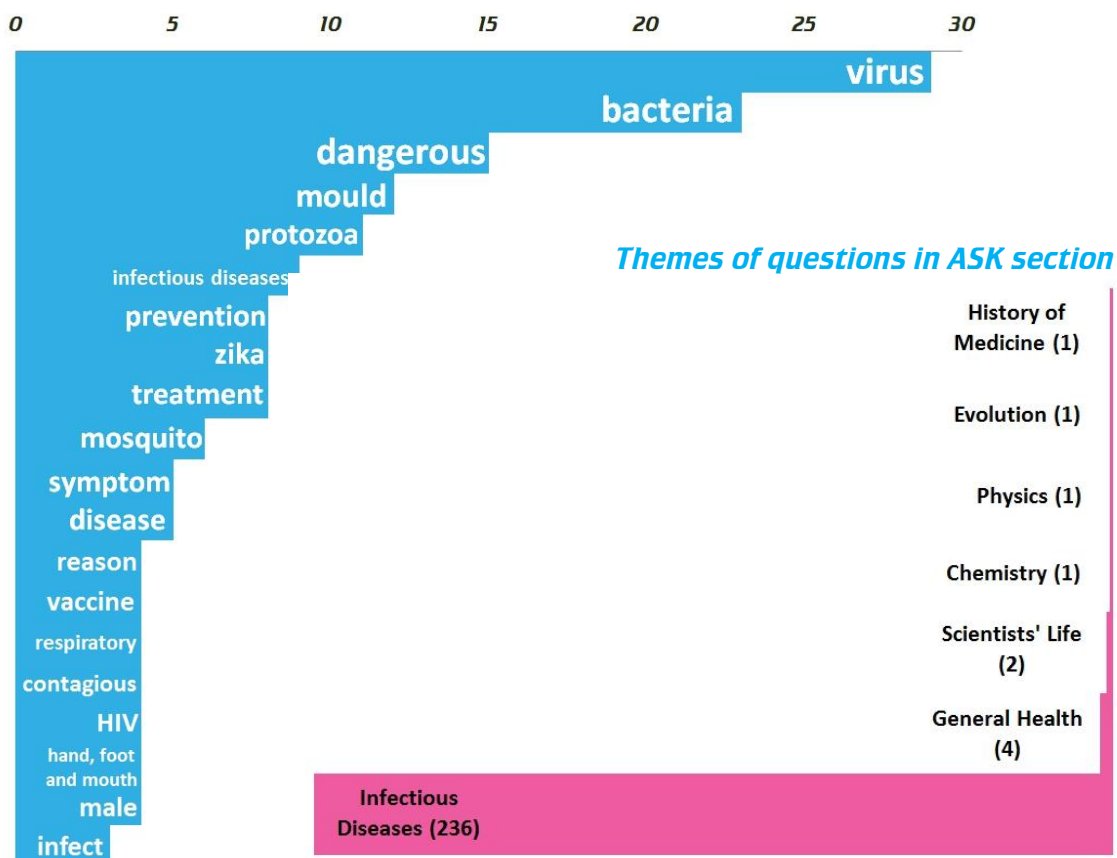 0 5 10 15 20 25 30
virus
bacteria
dangerous
mould
protozoa
infectious diseases
prevention
zika
treatment
mosquito
symptom
disease
reason
vaccine
respiratory
contagious
HIV
hand, foot
and mouth
male
infect
Themes of questions in ASK section
History of
Medicine (1)
Evolution (1)
Physics (1)
Chemistry (1)
Scientists' Life
(2)
General Health
(4)
Infectious
Diseases (236)